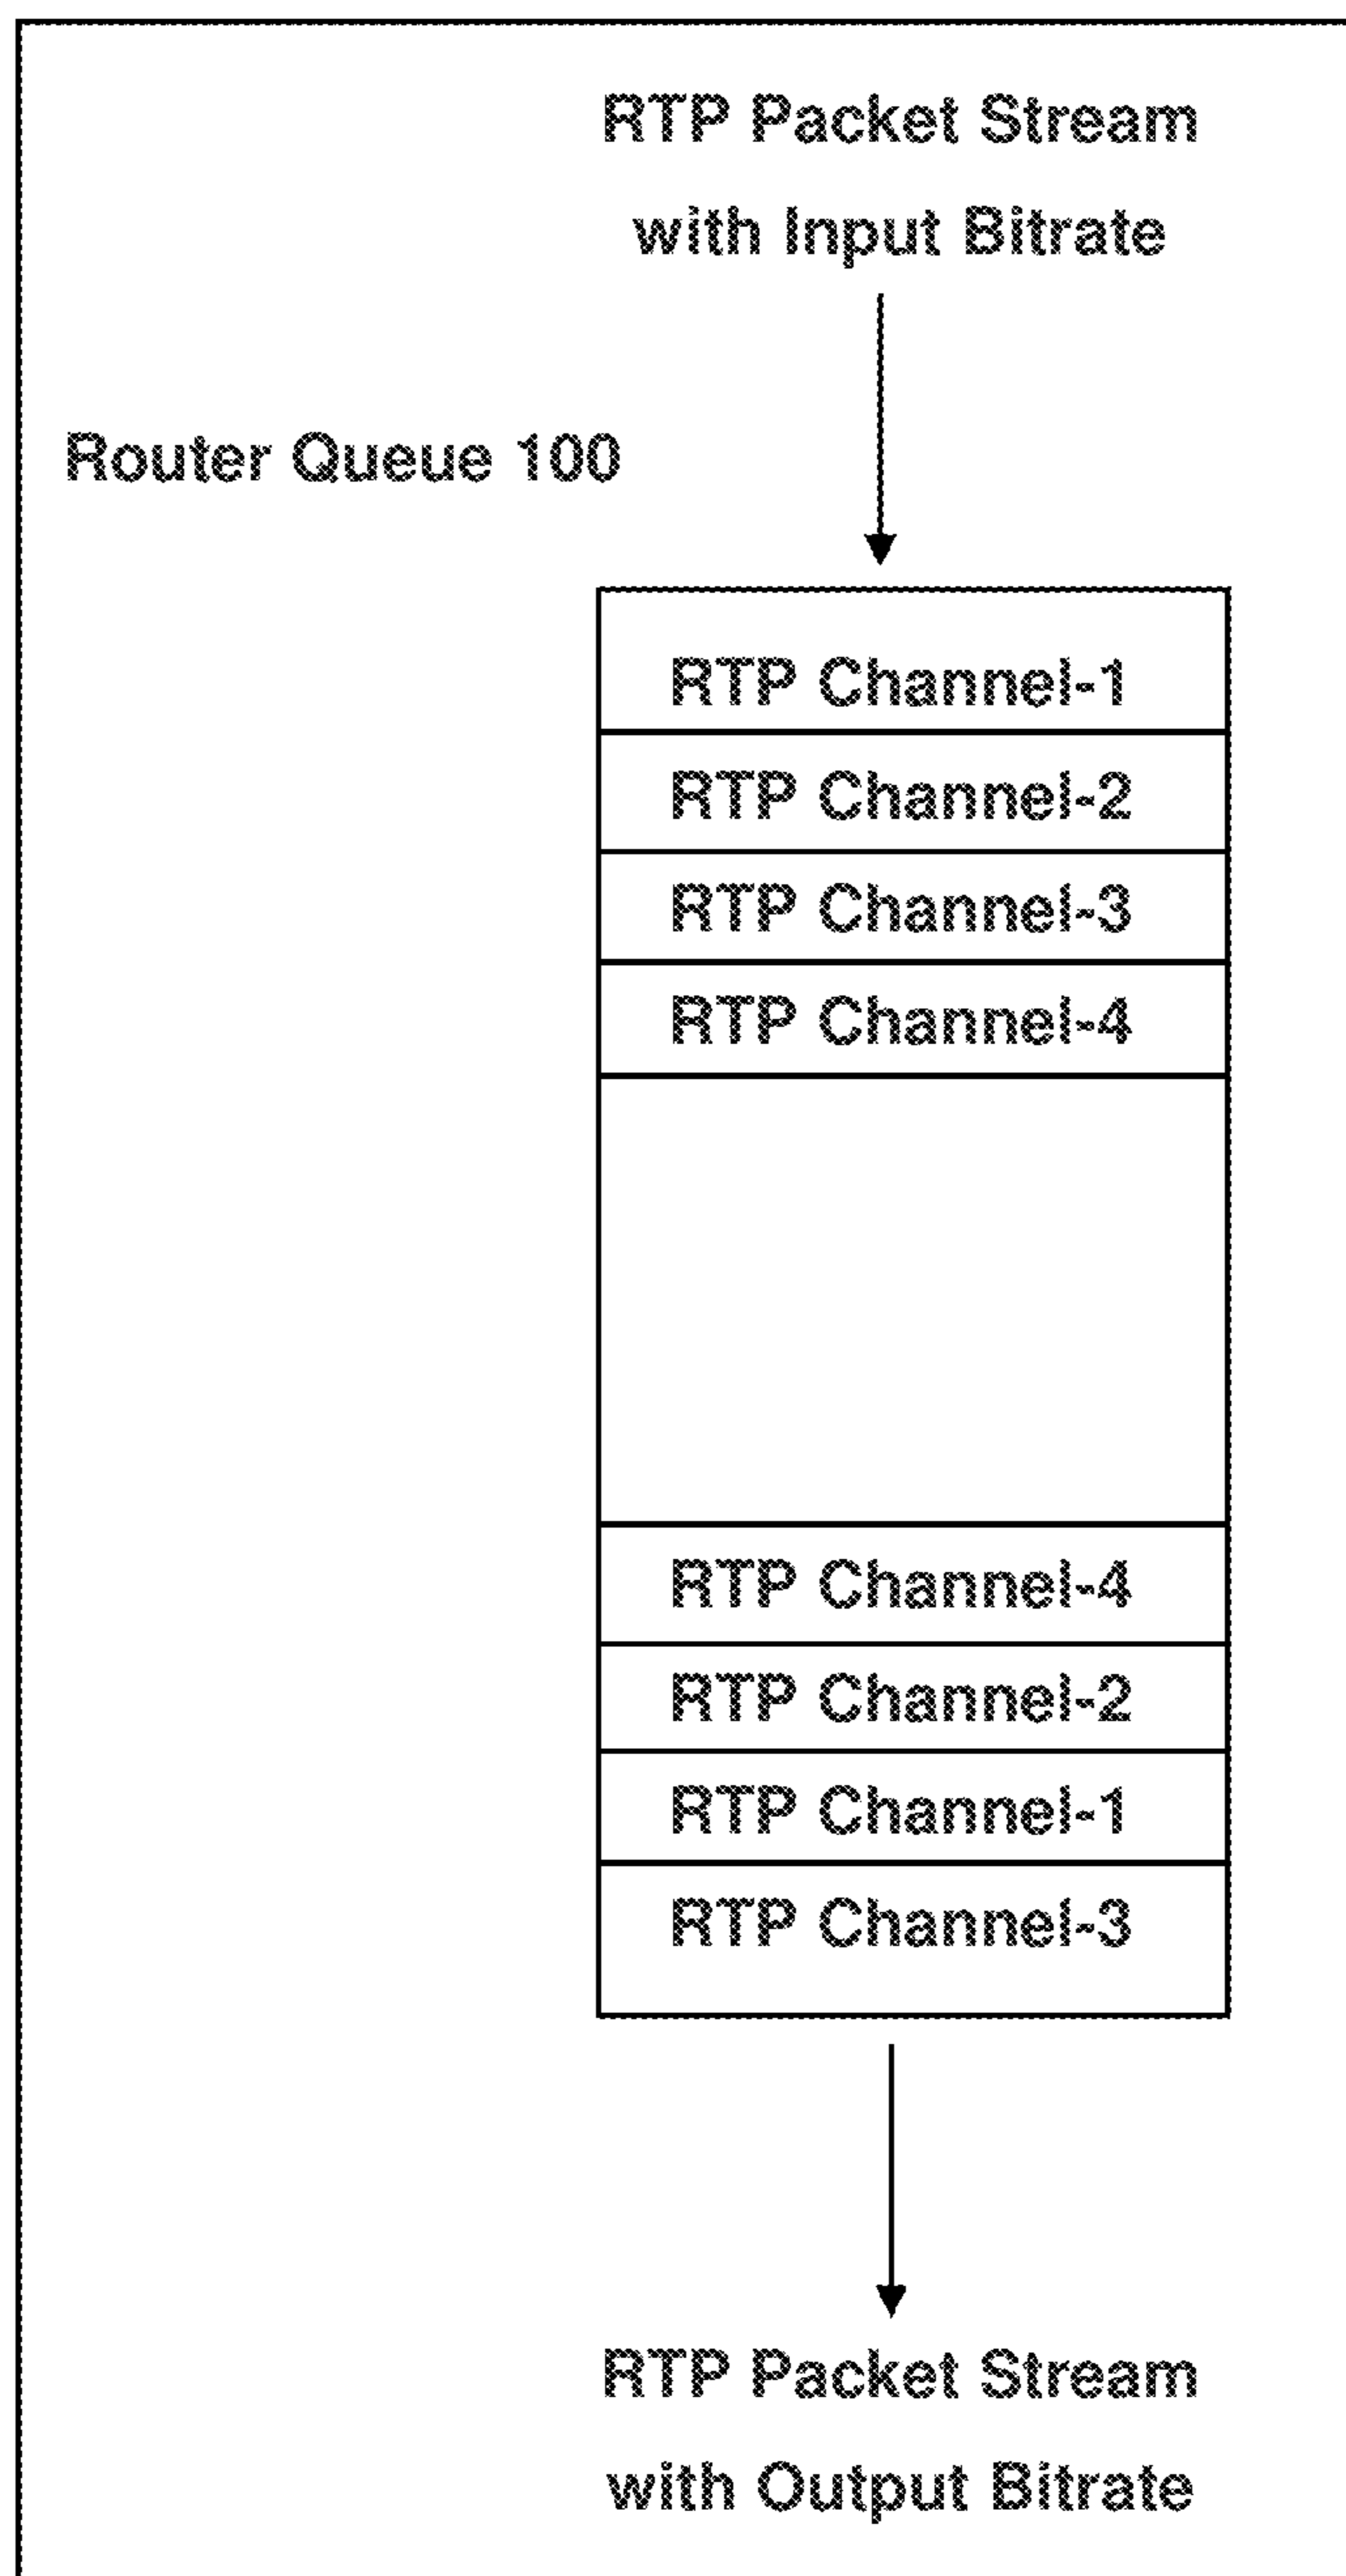 RTP Packet Stream
with Input Bitrate
Router Queue 100
RTP Channel-1
RTP Channel-2
RTP Channel-3
RTP Channel-4
RTP Channel-4
RTP Channel-2
RTP Channel-1
RTP Channel-3
RTP Packet Stream
with Output Bitrate